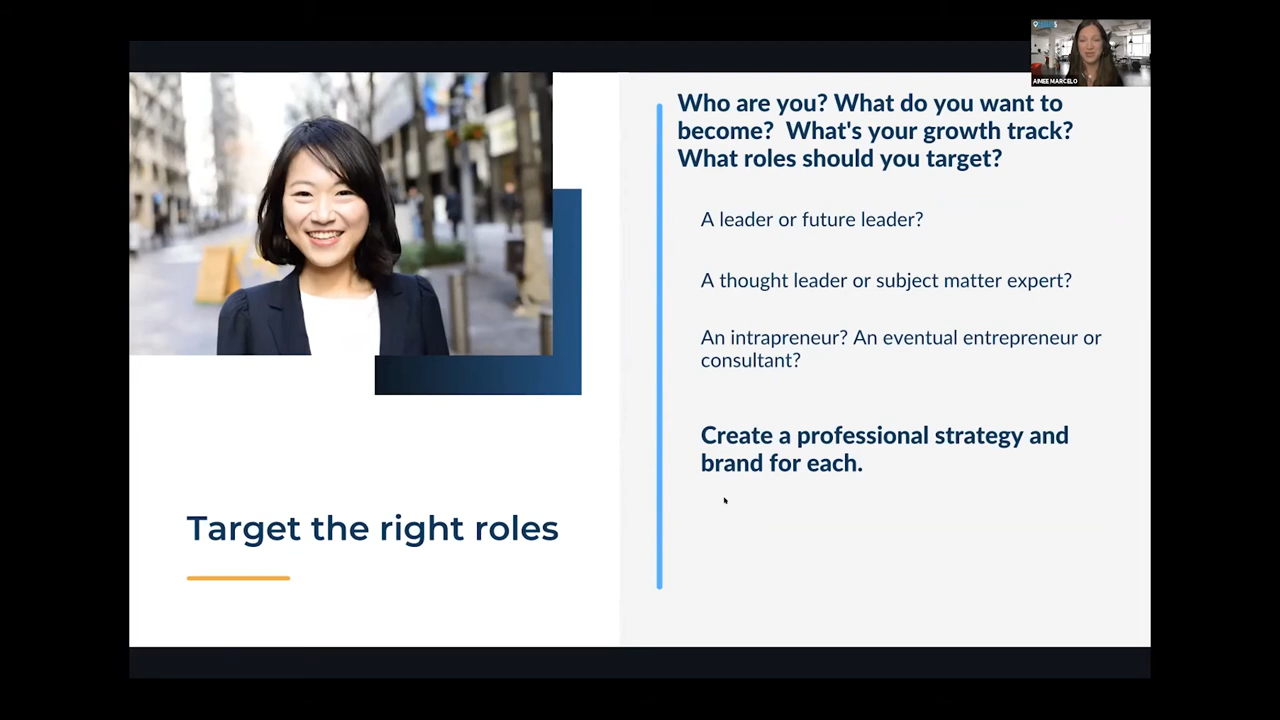 AIMEE MARCELO
Who are you? What do you want to
become?  What's your growth track?
What roles should you target?
A leader or future leader?
A thought leader or subject matter expert?
An intrapreneur? An eventual entrepreneur or
consultant?
Create a professional strategy and
brand for each.
Target the right roles